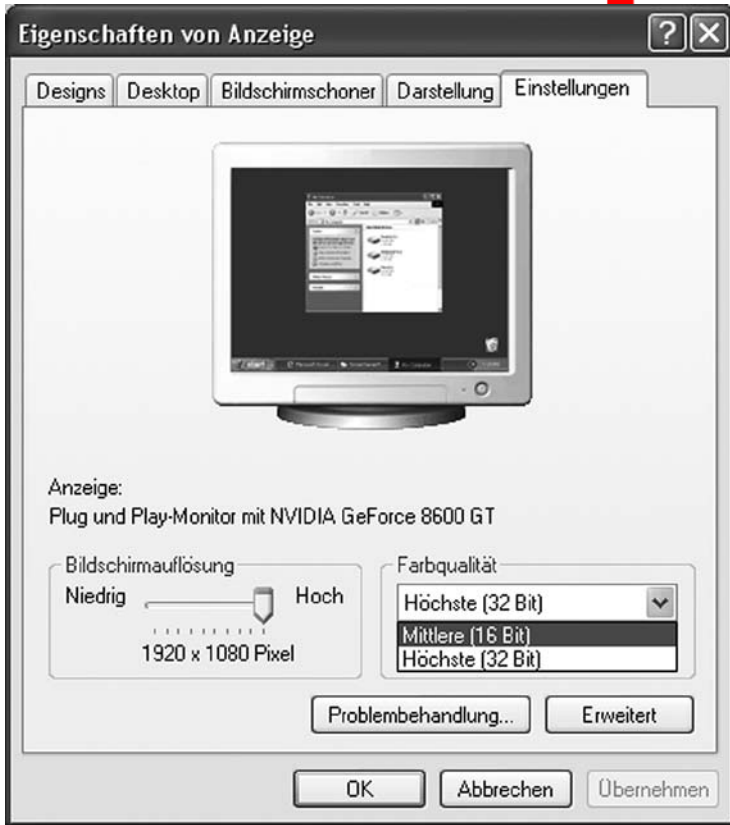 Eigenschaften von Anzeige
Designs Desktop Bildschirmschoner Darstellung Einstellungen
Anzeige:
Plug und Play-Monitor mit NVIDIA GeForce 8600 GT
Bildschirmauflösung
Niedrig Hoch
1920 x 1080 Pixel
Farbqualität
Höchste (32 Bit)
Mittlere (16 Bit)
Höchste (32 Bit)
Problembehandlung... Erweitert
OK Abbrechen Übernehmen